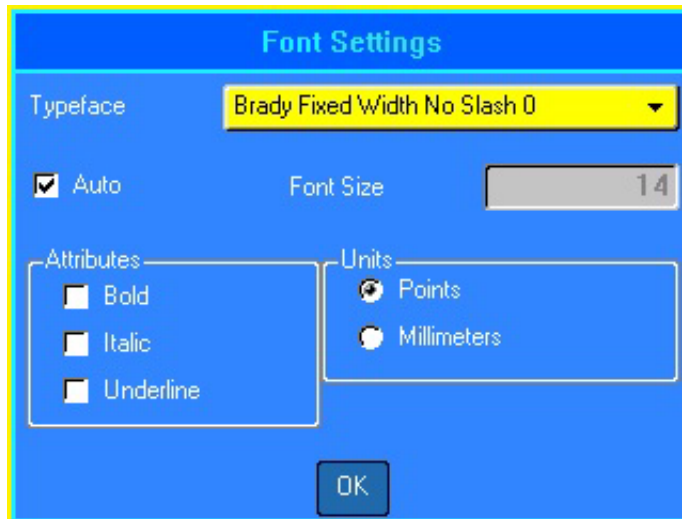 Font Settings
Typeface Brady Fixed Width No Slash 0
Auto Font Size 14
Attributes
Bold
Italic
Underline
Units
Points
Millimeters
OK